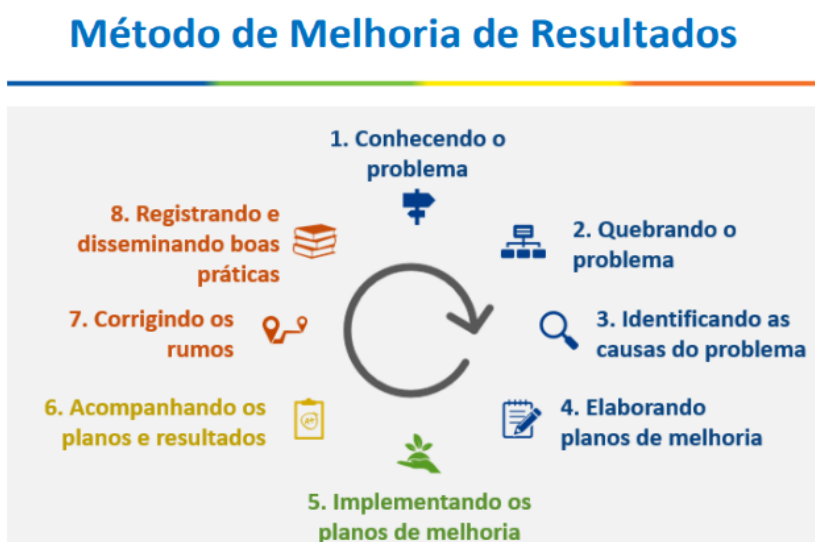 Método de Melhoria de Resultados
1. Conhecendo o
problema
2. Quebrando o
problema
3. Identificando as
causas do problema
4. Elaborando
planos de melhoria
5. Implementando os
planos de melhoria
6. Acompanhando os
planos e resultados
A+
7. Corrigindo os
rumos
8. Registrando e
disseminando boas
práticas